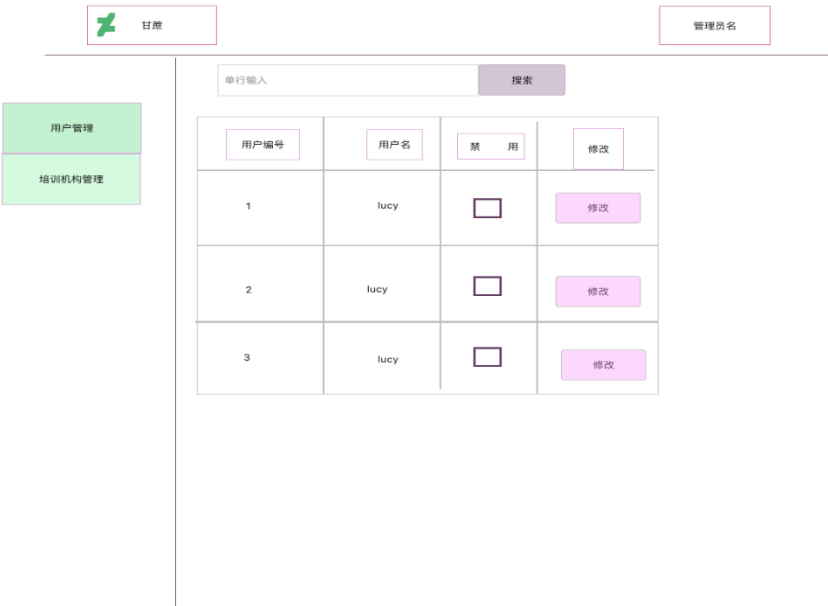 甘蔗 管理员名
单行输入 搜索
用户管理
培训机构管理
用户编号 用户名 禁 用 修改
1 lucy 修改
2 lucy 修改
3 lucy 修改